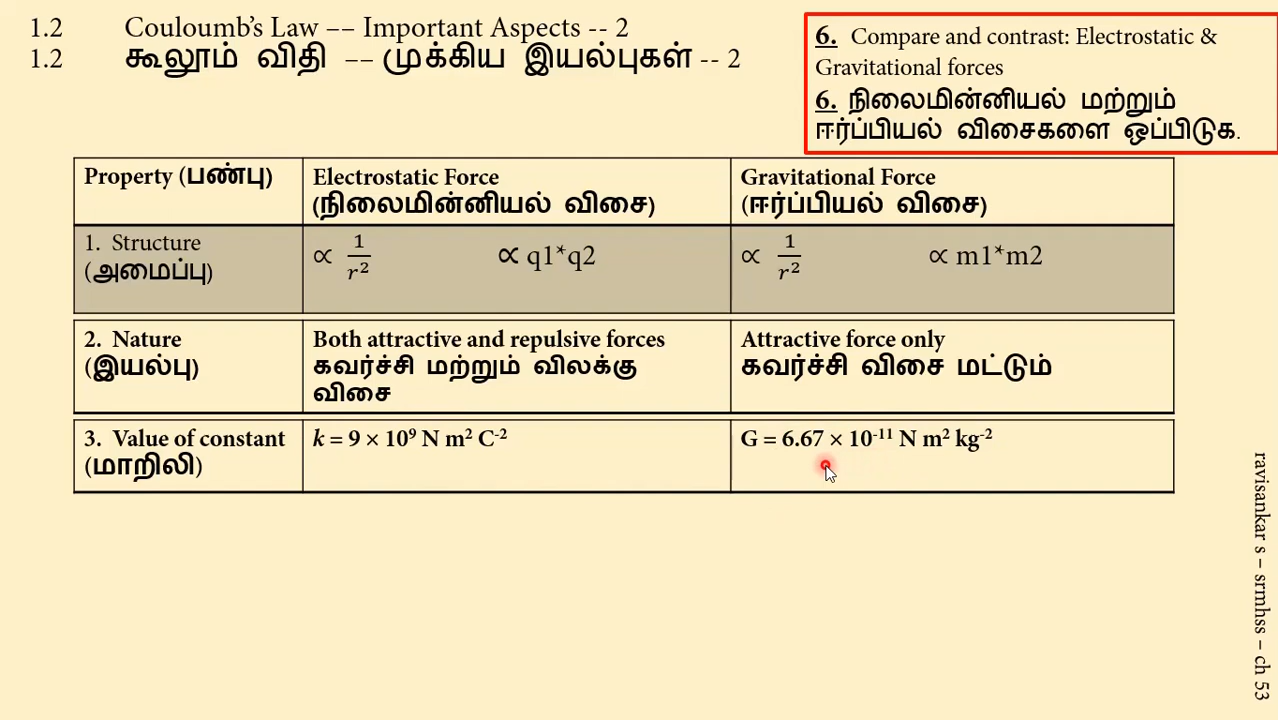 1.2 Couloumb’s Law –– Important Aspects -- 2
1.2 கூலூம் விதி –– முக்கிய இயல்புகள் -- 2
6. Compare and contrast: Electrostatic &
Gravitational forces
6. நிலைமின்னியல் மற்றும்
ஈர்ப்பியல் விசைகளை ஒப்பிடுக.
Property (பண்பு)
Electrostatic Force
(நிலைமின்னியல் விசை)
Gravitational Force
(ஈர்ப்பியல் விசை)
1. Structure
(அமைப்பு)
∝ 1/r² ∝ q1*q2
∝ 1/r² ∝ m1*m2
2. Nature
(இயல்பு)
Both attractive and repulsive forces
கவர்ச்சி மற்றும் விலக்கு
விசை
Attractive force only
கவர்ச்சி விசை மட்டும்
3. Value of constant
(மாறிலி)
k = 9 × 10⁹ N m² C⁻²
G = 6.67 × 10⁻¹¹ N m² kg⁻²
ravisankar s – srmhss – ch 53